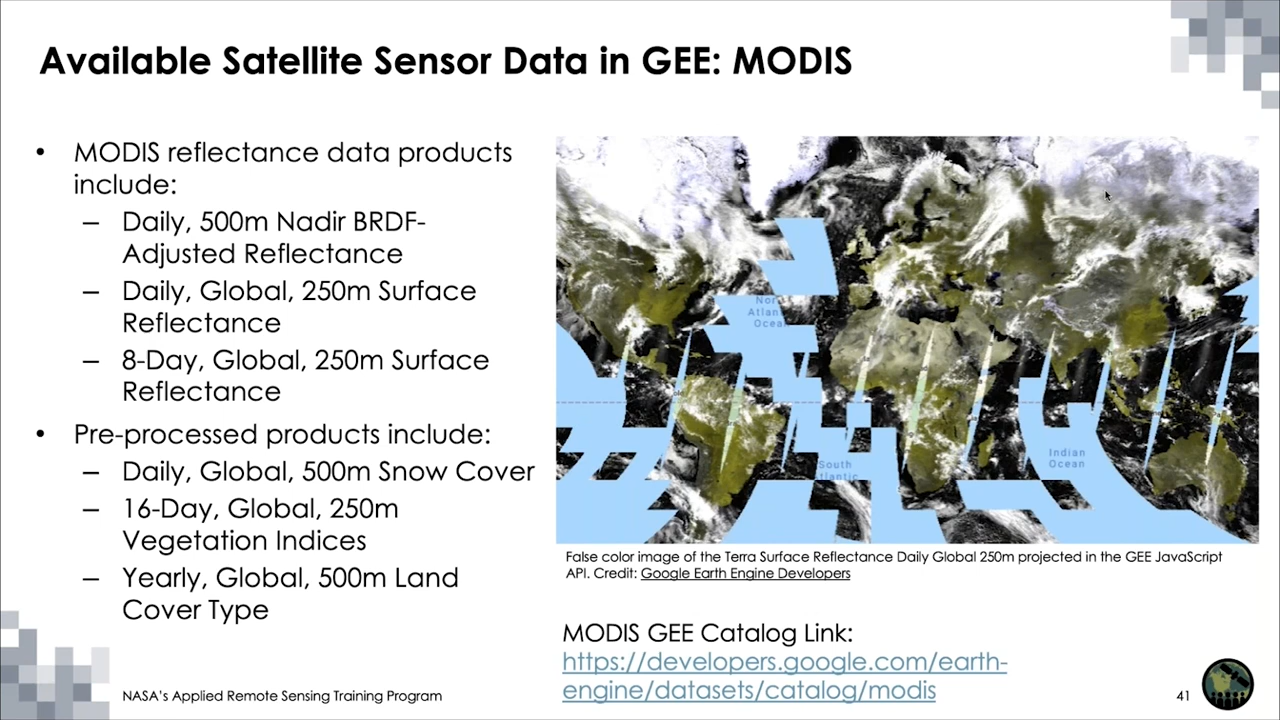 Available Satellite Sensor Data in GEE: MODIS
• MODIS reflectance data products
include:
– Daily, 500m Nadir BRDF-
Adjusted Reflectance
– Daily, Global, 250m Surface
Reflectance
– 8-Day, Global, 250m Surface
Reflectance
• Pre-processed products include:
– Daily, Global, 500m Snow Cover
– 16-Day, Global, 250m
Vegetation Indices
– Yearly, Global, 500m Land
Cover Type
Ocean
South
Indian
Ocean
False color image of the Terra Surface Reflectance Daily Global 250m projected in the GEE JavaScript
API. Credit: Google Earth Engine Developers
MODIS GEE Catalog Link:
https://developers.google.com/earth-
engine/datasets/catalog/modis
NASA's Applied Remote Sensing Training Program
41